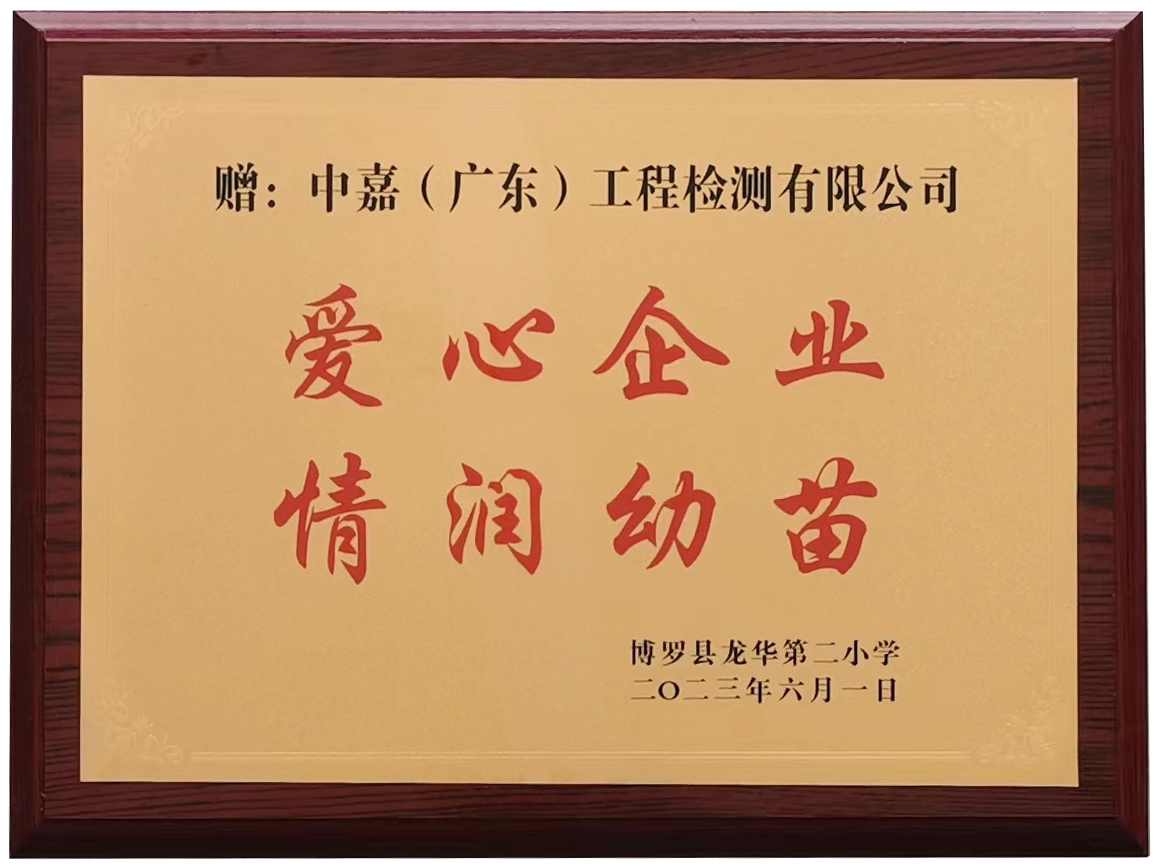 赠：中嘉（广东）工程检测有限公司
爱心企业
情润幼苗
博罗县龙华第二小学
二〇二三年六月一日